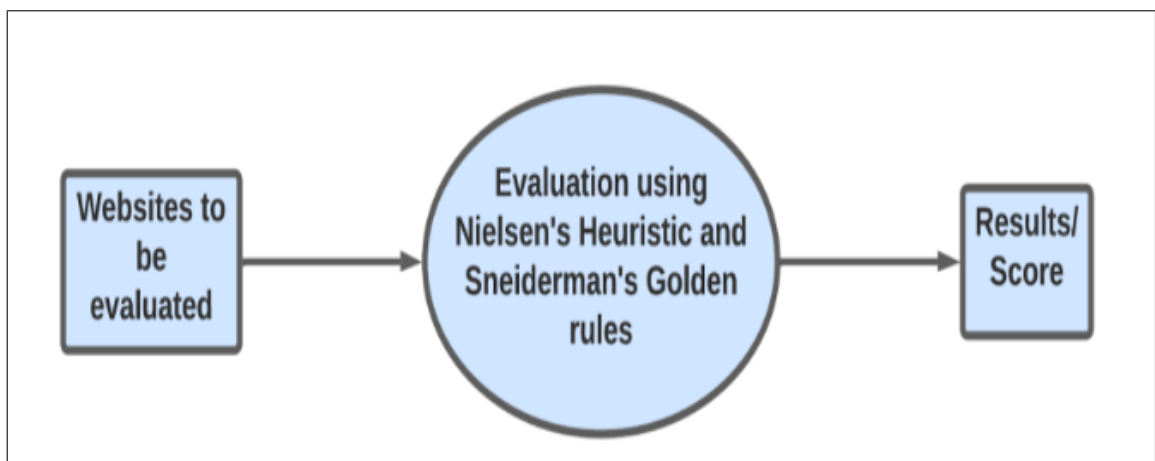 Websites to
be
evaluated
Evaluation using
Nielsen's Heuristic and
Sneiderman's Golden
rules
Results/
Score